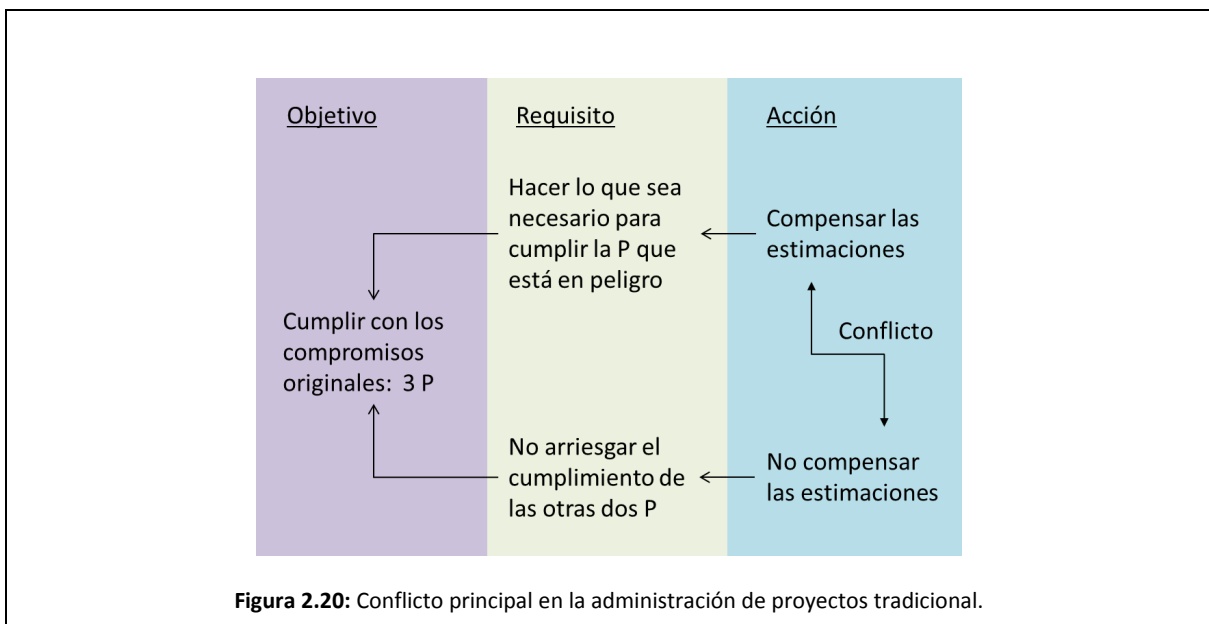 Objetivo
Requisito
Acción
Hacer lo que sea
necesario para
cumplir la P que
está en peligro
Compensar las
estimaciones
Cumplir con los
compromisos
originales: 3 P
Conflicto
No arriesgar el
cumplimiento de
las otras dos P
No compensar
las estimaciones
Figura 2.20: Conflicto principal en la administración de proyectos tradicional.